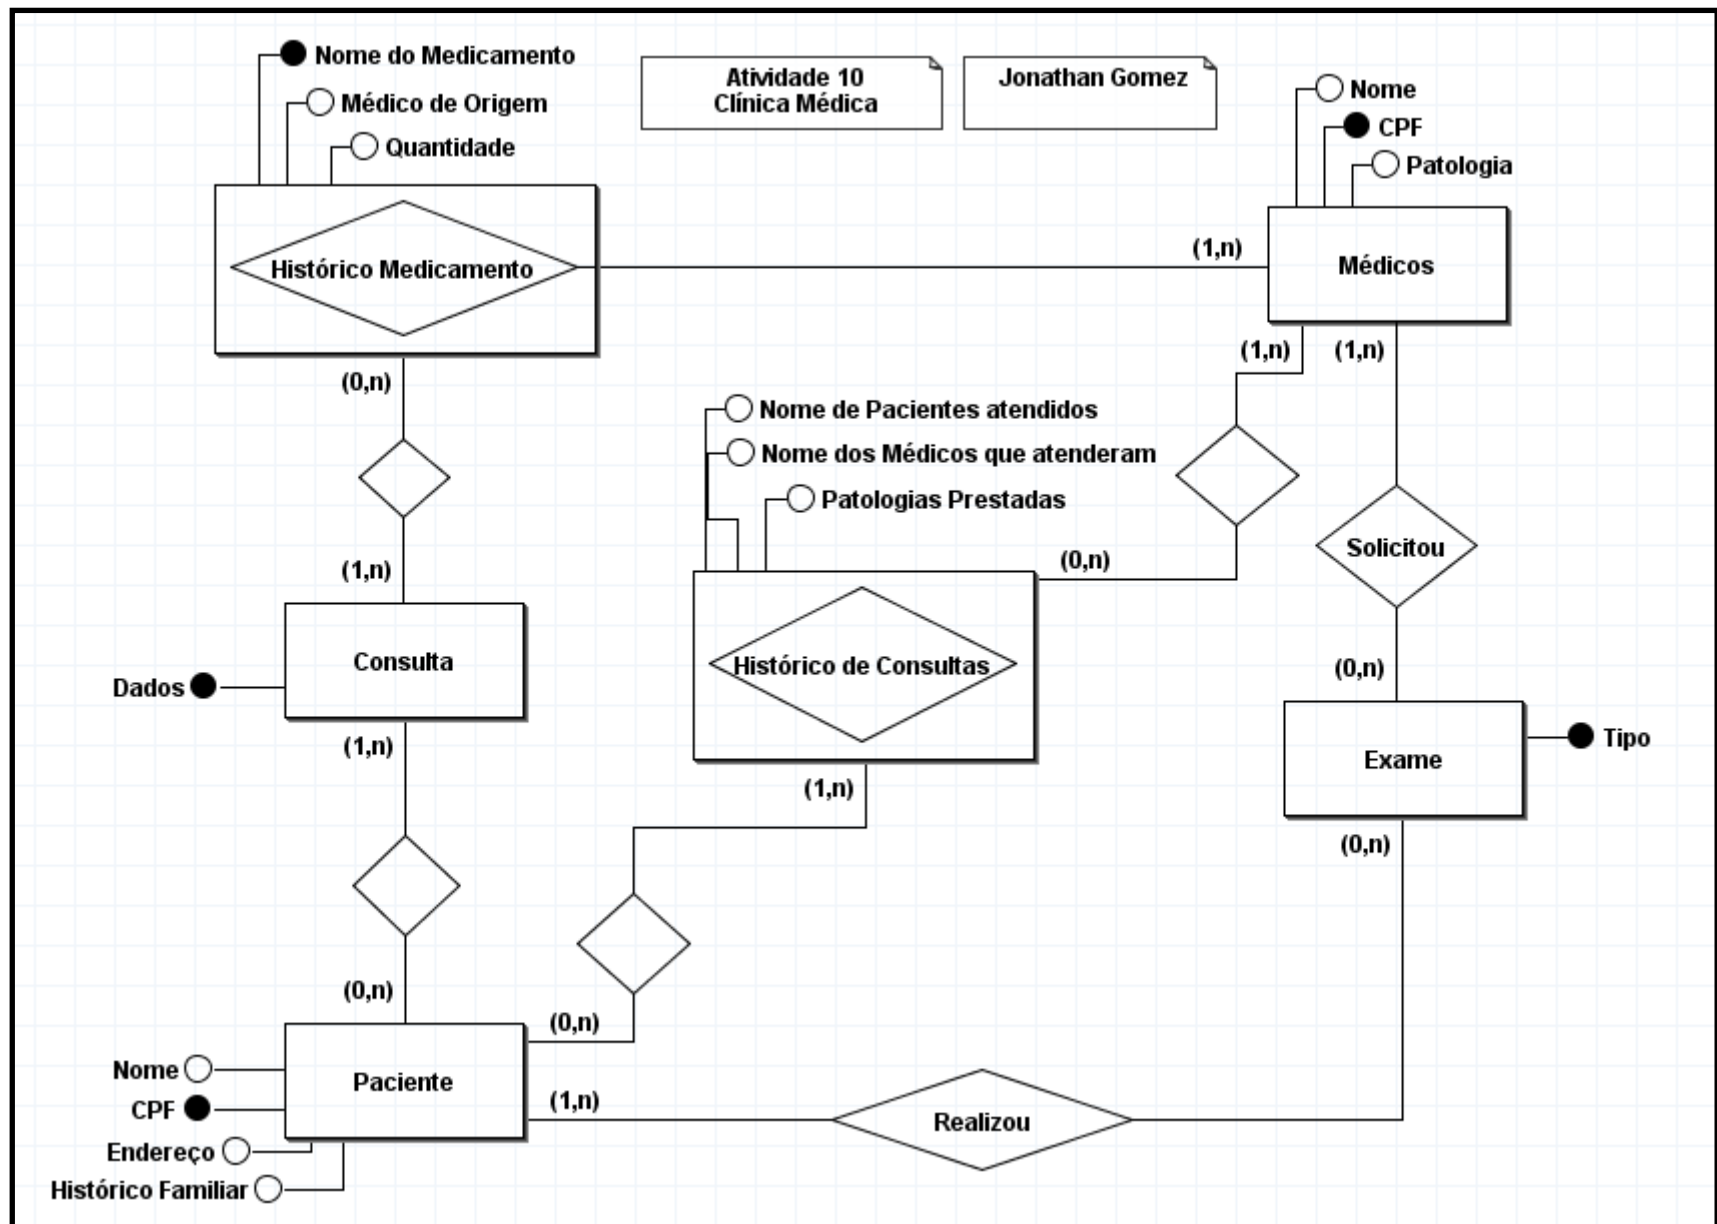 Nome do Medicamento
Médico de Origem
Quantidade
Atividade 10
Clínica Médica
Jonathan Gomez
Nome
CPF
Patologia
Histórico Medicamento
(1,n)
Médicos
(0,n)
(1,n)
(1,n)
Nome de Pacientes atendidos
Nome dos Médicos que atenderam
Patologias Prestadas
Solicitou
(1,n)
(0,n)
Consulta
Histórico de Consultas
(0,n)
Dados
(1,n)
Exame
Tipo
(1,n)
(0,n)
(0,n)
(0,n)
Nome
CPF
Endereço
Histórico Familiar
Paciente
(1,n)
Realizou